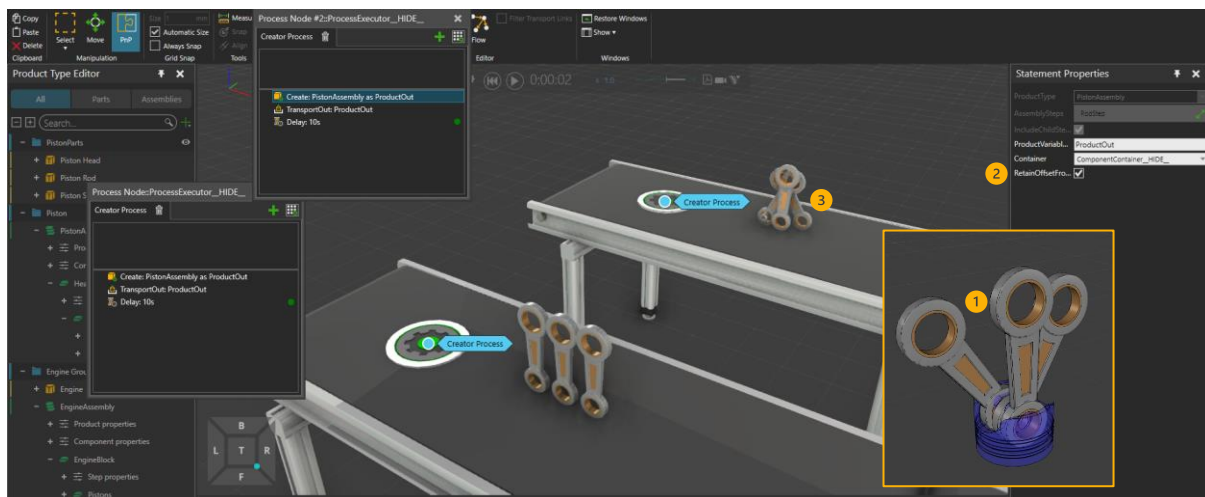 Copy
Paste
Delete
Clipboard
Select
Move
PnP
Manipulation
Size
mm
Automatic Size
Always Snap
Grid Snap
Measu
Snap
Align
Tools
Process Node #2::ProcessExecutor__HIDE__
Creator Process
Create: PistonAssembly as ProductOut
TransportOut: ProductOut
Delay: 10s
Flow
Filter Transport Links
Editor
Restore Windows
Show
Windows
0:00:02
Product Type Editor
All
Parts
Assemblies
Search...
PistonParts
Piston Head
Piston Rod
Piston S
Piston
PistonA
Pro
Con
Hea
Engine Grou
Engine
EngineAssembly
Product properties
Component properties
EngineBlock
Step properties
Pistons
Process Node::ProcessExecutor__HIDE__
Creator Process
Create: PistonAssembly as ProductOut
TransportOut: ProductOut
Delay: 10s
Creator Process
Creator Process
3
B
L
T
R
F
Statement Properties
ProductType
PistonAssembly
AssemblySteps
RodStep
IncludeChildSte...
ProductVariabl...
ProductOut
Container
ComponentContainer__HIDE__
2
RetainOffsetFro...
1